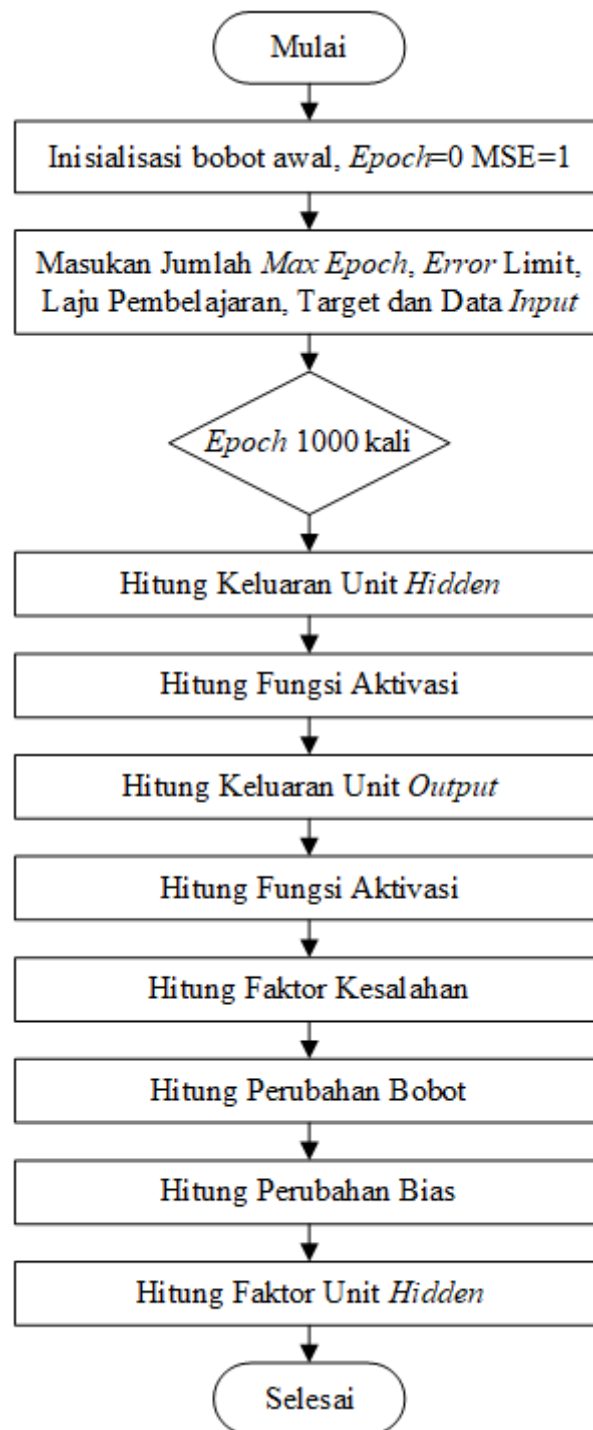 Mulai
Inisialisasi bobot awal, Epoch=0 MSE=1
Masukan Jumlah Max Epoch, Error Limit,
Laju Pembelajaran, Target dan Data Input
Epoch 1000 kali
Hitung Keluaran Unit Hidden
Hitung Fungsi Aktivasi
Hitung Keluaran Unit Output
Hitung Fungsi Aktivasi
Hitung Faktor Kesalahan
Hitung Perubahan Bobot
Hitung Perubahan Bias
Hitung Faktor Unit Hidden
Selesai